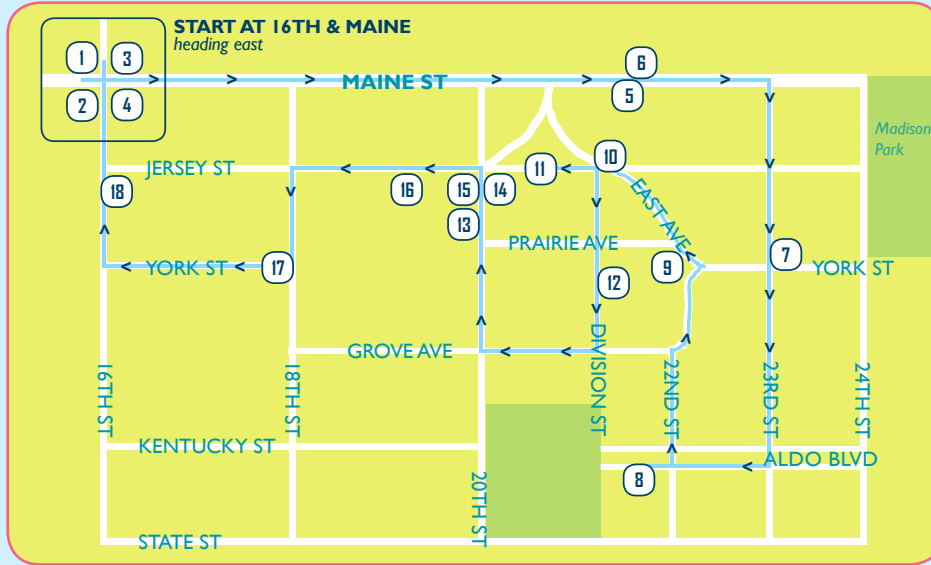 START AT 16TH & MAINE
heading east
1
3
2
4
6
5
MAINE ST
Madison
Park
JERSEY ST
10
11
16
15
14
18
13
EAST AVE
PRAIRIE AVE
YORK ST
17
9
7
YORK ST
12
GROVE AVE
DIVISION ST
16TH ST
18TH ST
22ND ST
23RD ST
24TH ST
KENTUCKY ST
ALDO BLVD
8
20TH ST
STATE ST